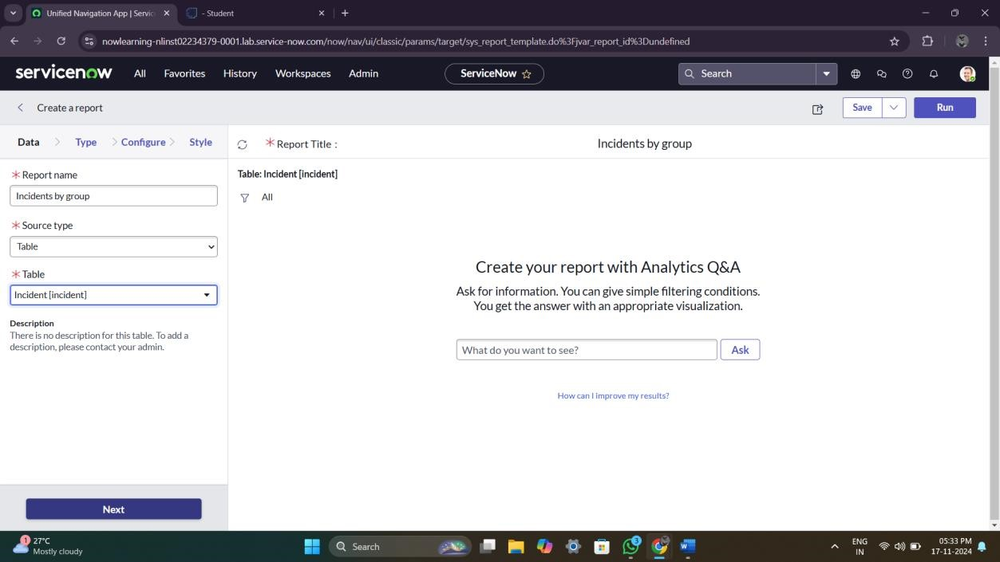 Unified Navigation App | Servic
- Student
nowlearning-nlinst02234379-0001.lab.service-now.com/now/nav/ui/classic/params/target/sys_report_template.do%3Fjvar_report_id%3Dundefined
servicenow
All
Favorites
History
Workspaces
Admin
ServiceNow
Search
Create a report
Save
Run
Data
Type
Configure
Style
* Report Title :
Incidents by group
* Report name
Incidents by group
Table: Incident [incident]
All
* Source type
Table
* Table
Incident [incident]
Description
There is no description for this table. To add a
description, please contact your admin.
Create your report with Analytics Q&A
Ask for information. You can give simple filtering conditions.
You get the answer with an appropriate visualization.
What do you want to see?
Ask
How can I improve my results?
Next
1
27°C
Mostly cloudy
Search
3
ENG
IN
05:33 PM
17-11-2024